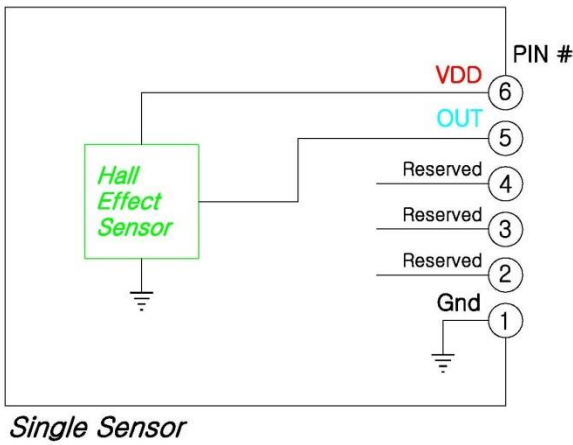 PIN #
VDD
6
OUT
5
Hall
Effect
Sensor
Reserved
4
Reserved
3
Reserved
2
Gnd
1
Single Sensor